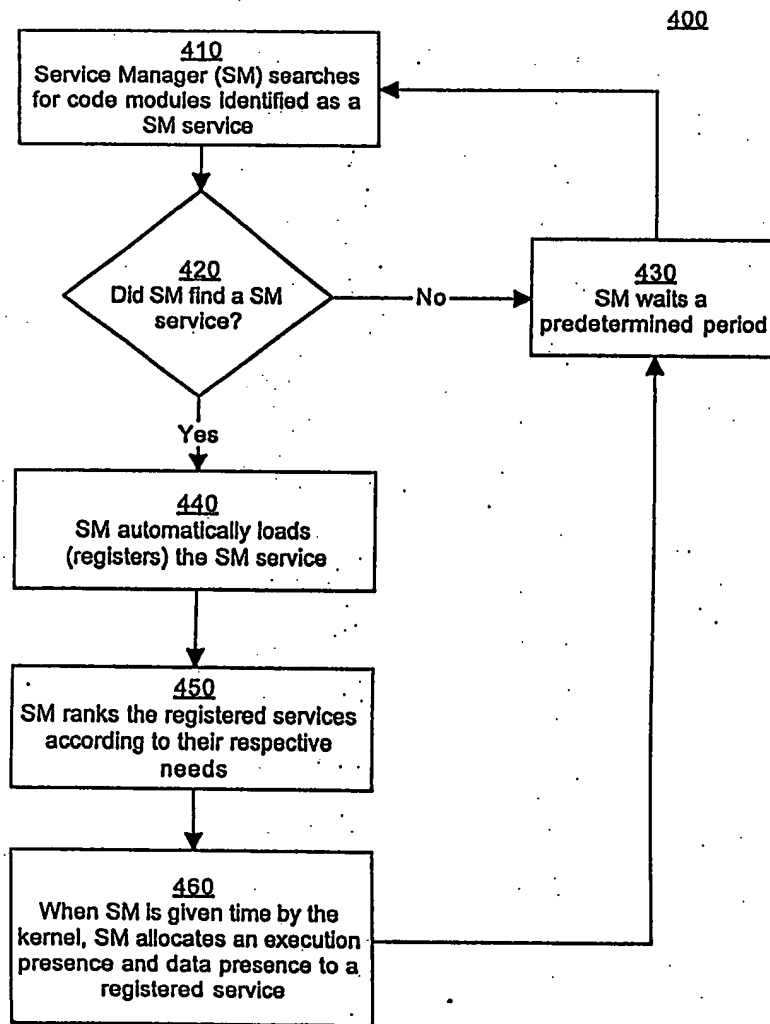 400
410
Service Manager (SM) searches
for code modules identified as a
SM service
420
Did SM find a SM
service?
No
430
SM waits a
predetermined period
Yes
440
SM automatically loads
(registers) the SM service
450
SM ranks the registered services
according to their respective
needs
460
When SM is given time by the
kernel, SM allocates an execution
presence and data presence to a
registered service